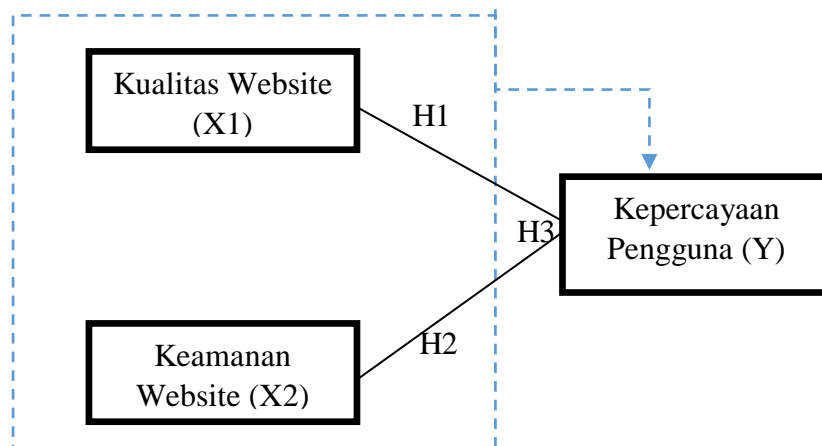 Kualitas Website
(X1)
H1
Kepercayaan
Pengguna (Y)
H3
H2
Keamanan
Website (X2)